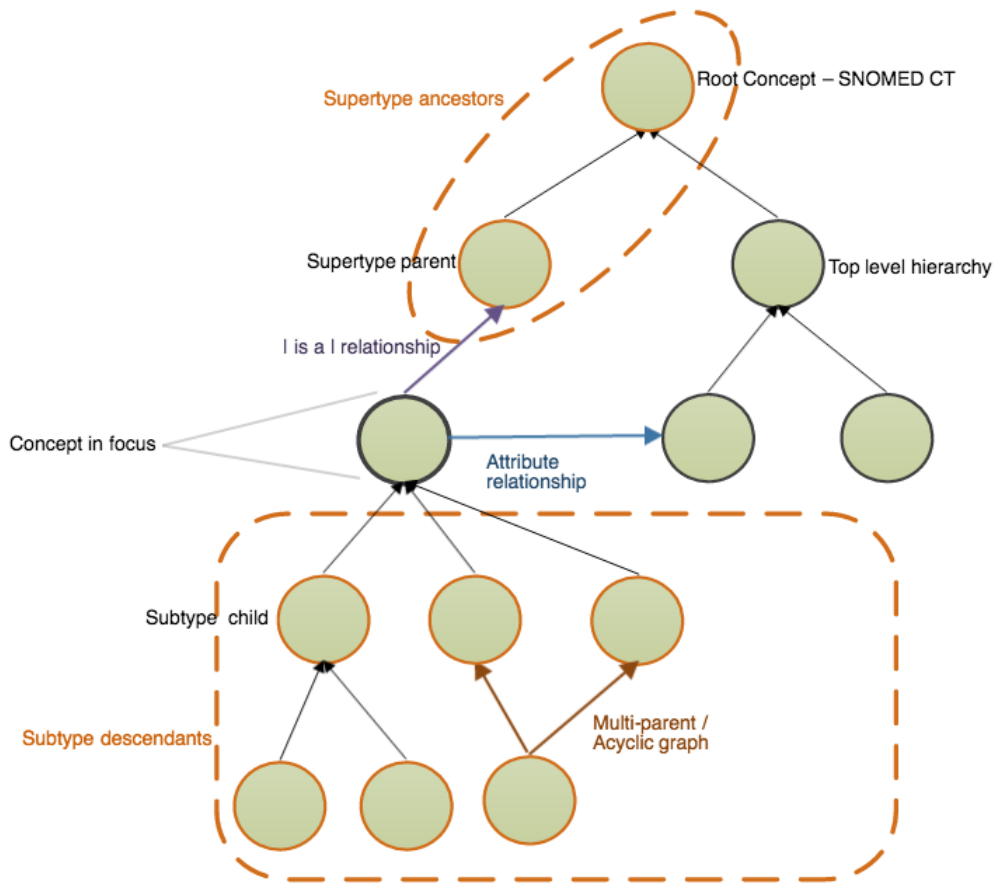 Root Concept – SNOMED CT
Supertype ancestors
Supertype parent
Top level hierarchy
I is a I relationship
Concept in focus
Attribute
relationship
Subtype child
Multi-parent /
Acyclic graph
Subtype descendants